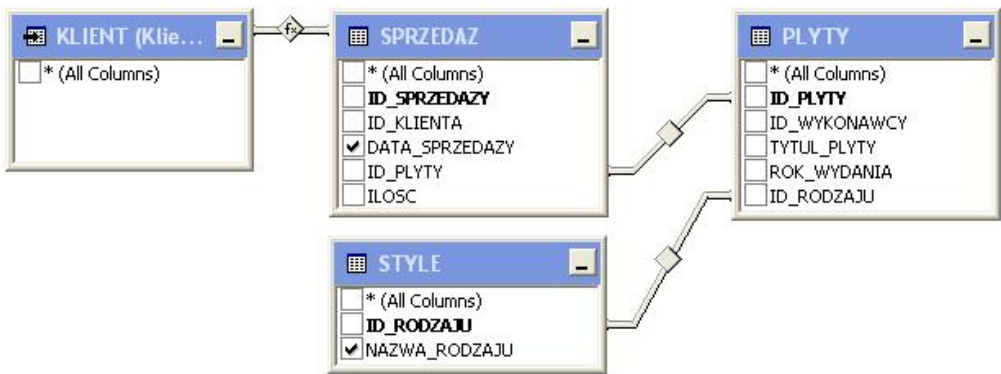 KLIENT (Klie...
* (All Columns)
fx
SPRZEDAZ
* (All Columns)
ID_SPRZEDAZY
ID_KLIENTA
DATA_SPRZEDAZY
ID_PLYTY
ILOSC
PLYTY
* (All Columns)
ID_PLYTY
ID_WYKONAWCY
TYTUL_PLYTY
ROK_WYDANIA
ID_RODZAJU
STYLE
* (All Columns)
ID_RODZAJU
NAZWA_RODZAJU